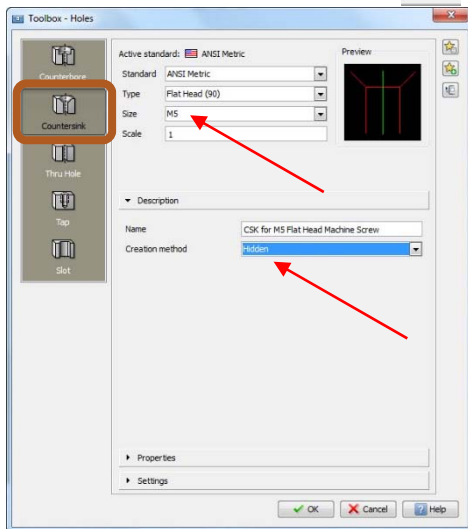 Toolbox - Holes
Counterbore
Countersink
Thru Hole
Tap
Slot
Active standard: ANSI Metric
Preview
Standard ANSI Metric
Type Flat Head (90)
Size M5
Scale 1
Description
Name CSK for M5 Flat Head Machine Screw
Creation method Hidden
Properties
Settings
OK Cancel Help